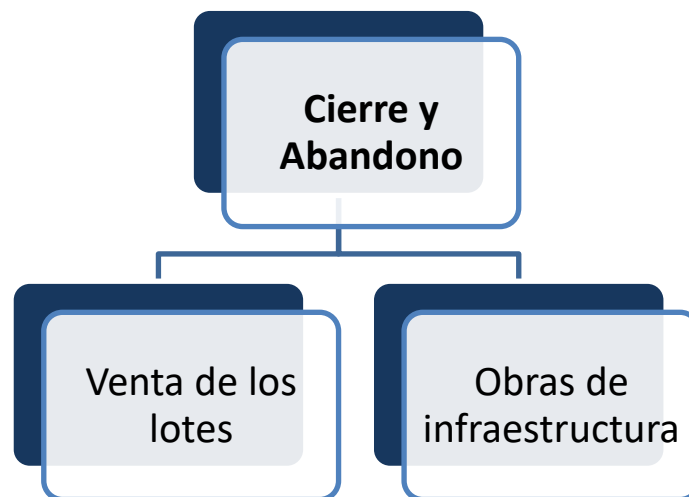 Cierre y
Abandono
Venta de los
lotes
Obras de
infraestructura